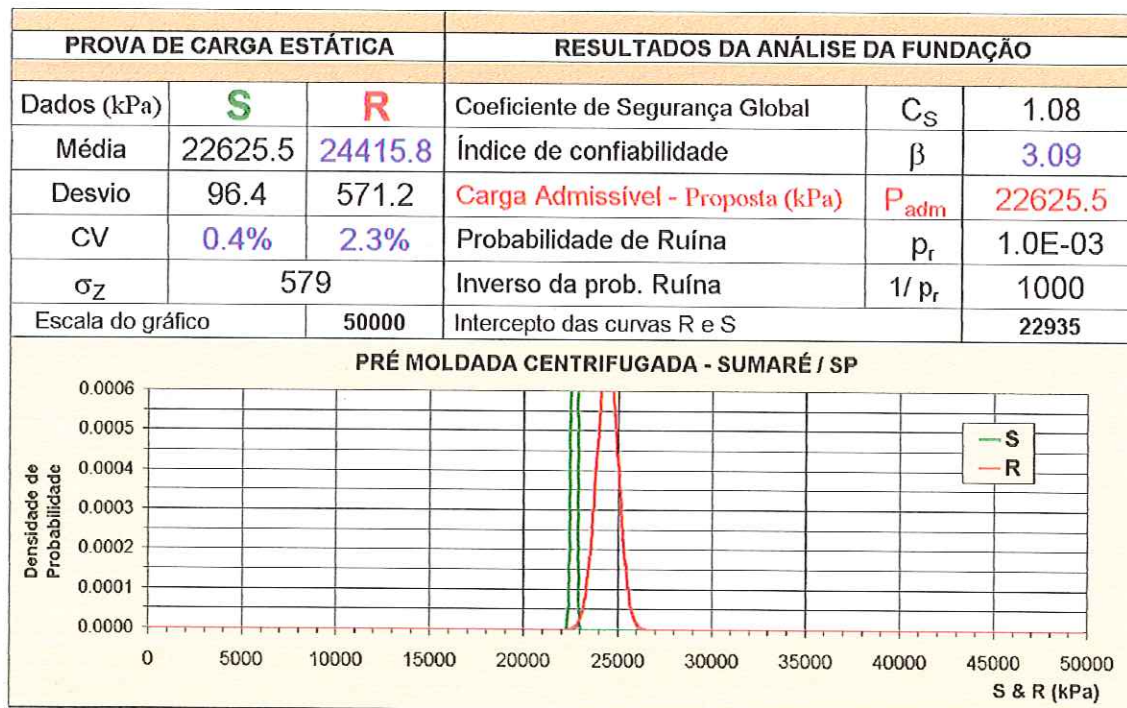 PROVA DE CARGA ESTÁTICA RESULTADOS DA ANÁLISE DA FUNDAÇÃO
Dados (kPa) S R Coeficiente de Segurança Global C_S 1.08
Média 22625.5 24415.8 Índice de confiabilidade β 3.09
Desvio 96.4 571.2 Carga Admissível - Proposta (kPa) P_adm 22625.5
CV 0.4% 2.3% Probabilidade de Ruína p_r 1.0E-03
σ_Z 579 Inverso da prob. Ruína 1/ p_r 1000
Escala do gráfico 50000 Intercepto das curvas R e S 22935
PRÉ MOLDADA CENTRIFUGADA - SUMARÉ / SP
Densidade de
Probabilidade
0.0006
0.0005
0.0004
0.0003
0.0002
0.0001
0.0000
S
R
0 5000 10000 15000 20000 25000 30000 35000 40000 45000 50000
S & R (kPa)